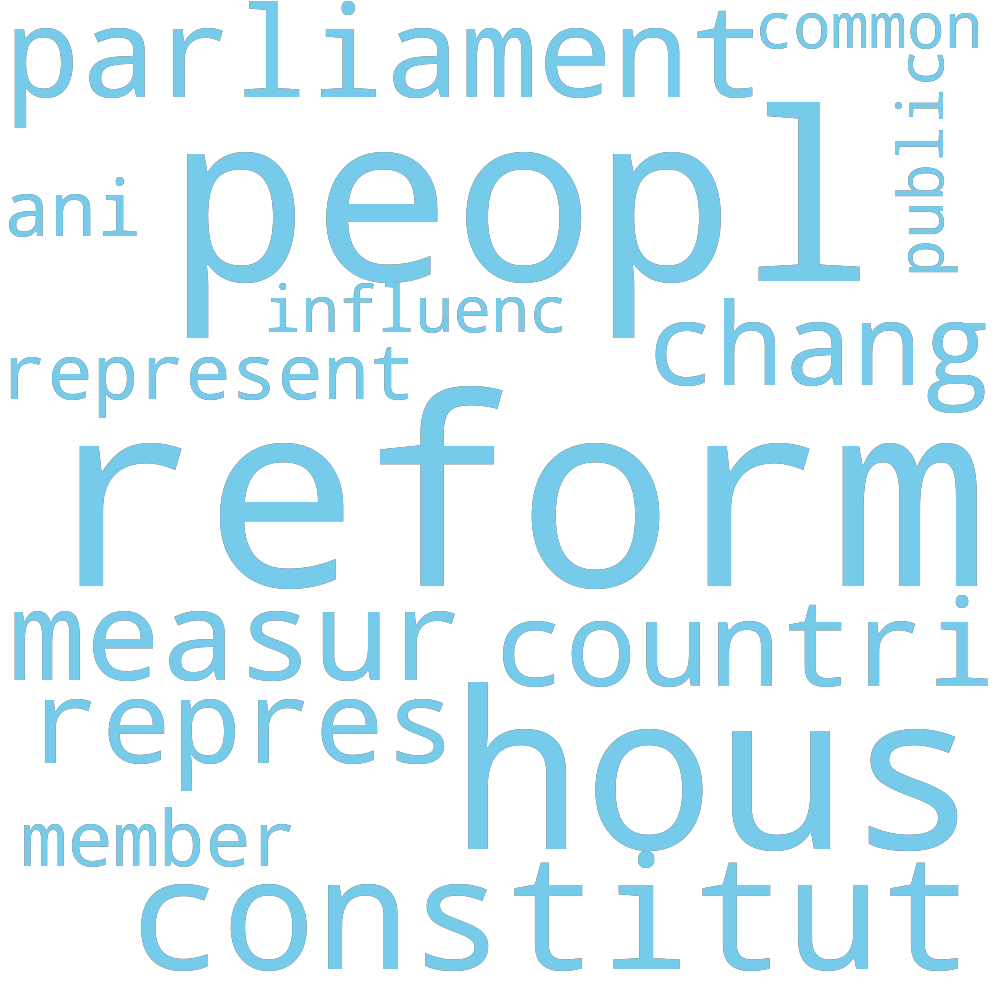 parliament
common
public
peopl
ani
influenc
chang
represent
reform
measur
countri
repres
hous
member
constitut